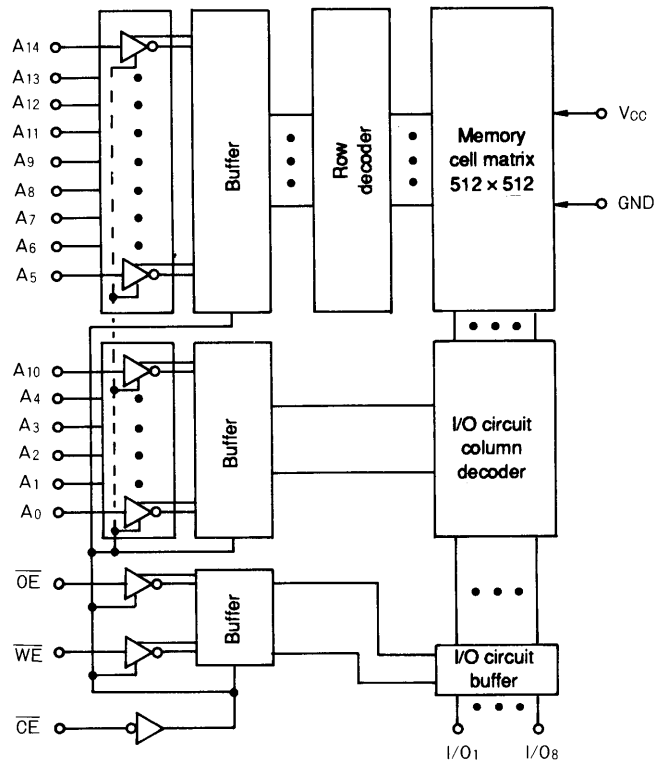 A14
A13
A12
A11
A9
A8
A7
A6
A5
Buffer
Row
decoder
Memory
cell matrix
512 × 512
VCC
GND
A10
A4
A3
A2
A1
A0
Buffer
I/O circuit
column
decoder
OE
WE
CE
Buffer
I/O circuit
buffer
I/O1
I/O8